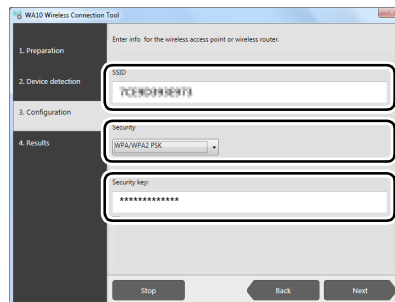 WA10 Wireless Connection Tool
1. Preparation
2. Device detection
3. Configuration
4. Results
Enter info for the wireless access point or wireless router.
SSID
Security
WPA/WPA2 PSK
Security key:
*************
Stop
Back
Next